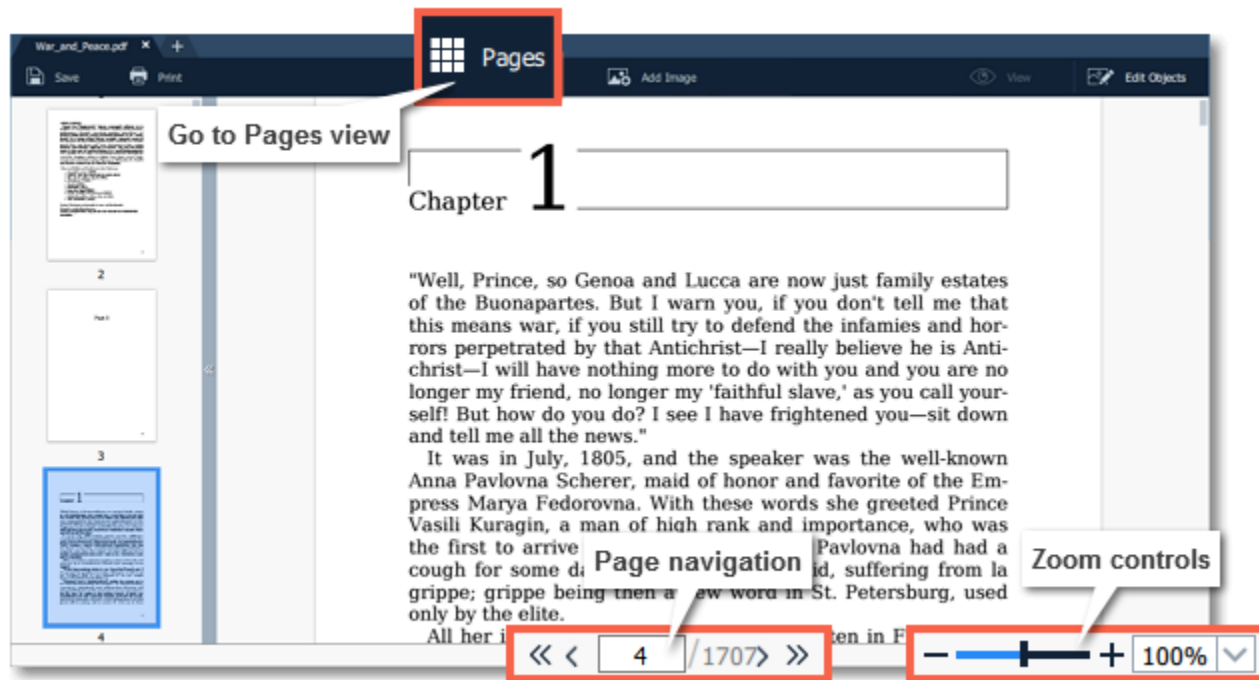 War_and_Peace.pdf × +
Save Print Pages Add Image View Edit Objects
Go to Pages view
2
Part 1
3
4
Chapter 1
"Well, Prince, so Genoa and Lucca are now just family estates
of the Buonapartes. But I warn you, if you don't tell me that
this means war, if you still try to defend the infamies and hor-
rors perpetrated by that Antichrist—I really believe he is Anti-
christ—I will have nothing more to do with you and you are no
longer my friend, no longer my 'faithful slave,' as you call your-
self! But how do you do? I see I have frightened you—sit down
and tell me all the news."
It was in July, 1805, and the speaker was the well-known
Anna Pavlovna Scherer, maid of honor and favorite of the Em-
press Marya Fedorovna. With these words she greeted Prince
Vasili Kuragin, a man of high rank and importance, who was
the first to arrive Pavlovna had had a
cough for some suffering from la
grippe; grippe being then a new word in St. Petersburg, used
only by the elite.
All her in
Page navigation
Zoom controls
« < 4 /1707 > »
− + 100%